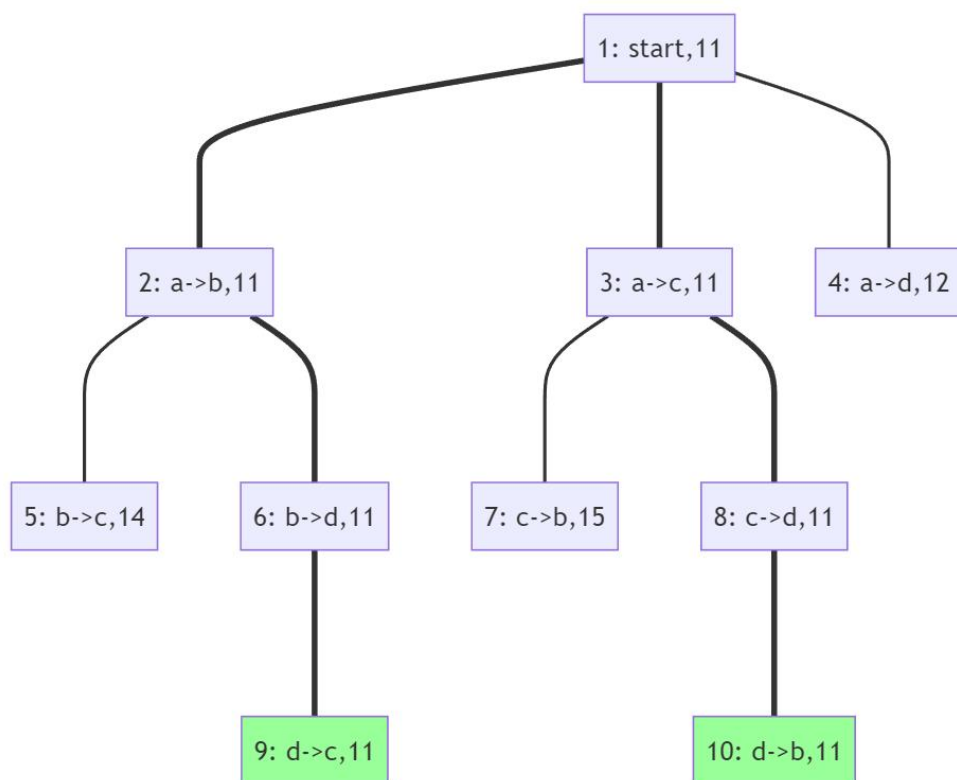 1: start,11
2: a->b,11
3: a->c,11
4: a->d,12
5: b->c,14
6: b->d,11
7: c->b,15
8: c->d,11
9: d->c,11
10: d->b,11